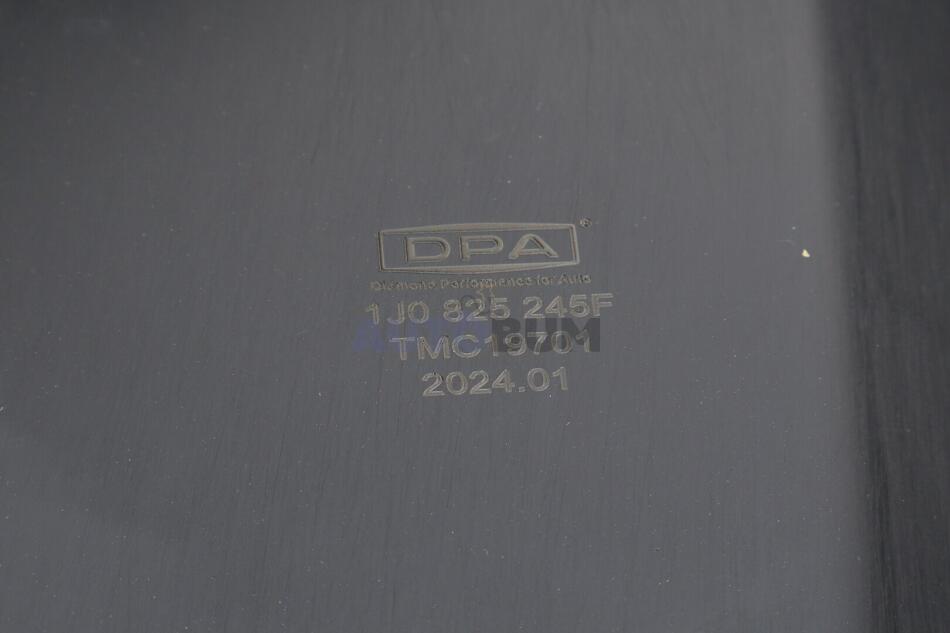 DPA®
Diamond Performance for Auto
1J0 825 245F
AUTOBUM
TMC19701
2024.01